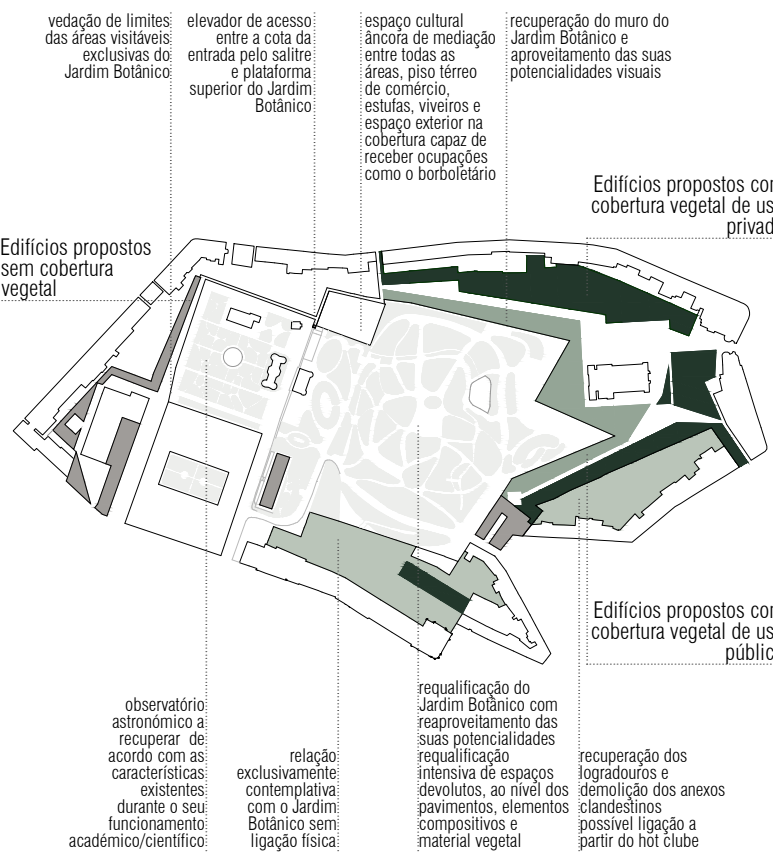 vedação de limites
das áreas visitáveis
exclusivas do
Jardim Botânico
elevador de acesso
entre a cota da
entrada pelo salitre
e plataforma
superior do Jardim
Botânico
espaço cultural
âncora de mediação
entre todas as
áreas, piso térreo
de comércio,
estufas, viveiros e
espaço exterior na
cobertura capaz de
receber ocupações
como o borboletário
recuperação do muro do
Jardim Botânico e
aproveitamento das suas
potencialidades visuais
Edifícios propostos co
cobertura vegetal de us
privad
Edifícios propostos
sem cobertura
vegetal
Edifícios propostos co
cobertura vegetal de us
públic
observatório
astronómico a
recuperar de
acordo com as
características
existentes
durante o seu
funcionamento
académico/científico
relação
exclusivamente
contemplativa
com o Jardim
Botânico sem
ligação física
requalificação do
Jardim Botânico com
reaproveitamento das
suas potencialidades
requalificação
intensiva de espaços
devolutos, ao nível dos
pavimentos, elementos
compositivos e
material vegetal
recuperação dos
logradouros e
demolição dos anexos
clandestinos
possível ligação a
partir do hot clube